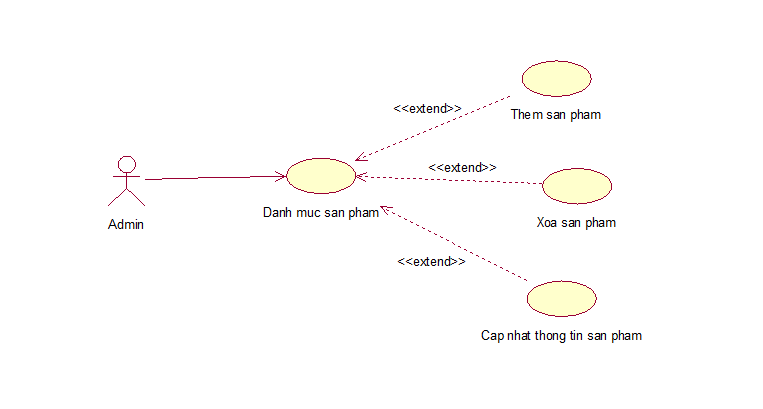 <<extend>>
Them san pham
<<extend>>
Xoa san pham
Danh muc san pham
Admin
<<extend>>
Cap nhat thong tin san pham